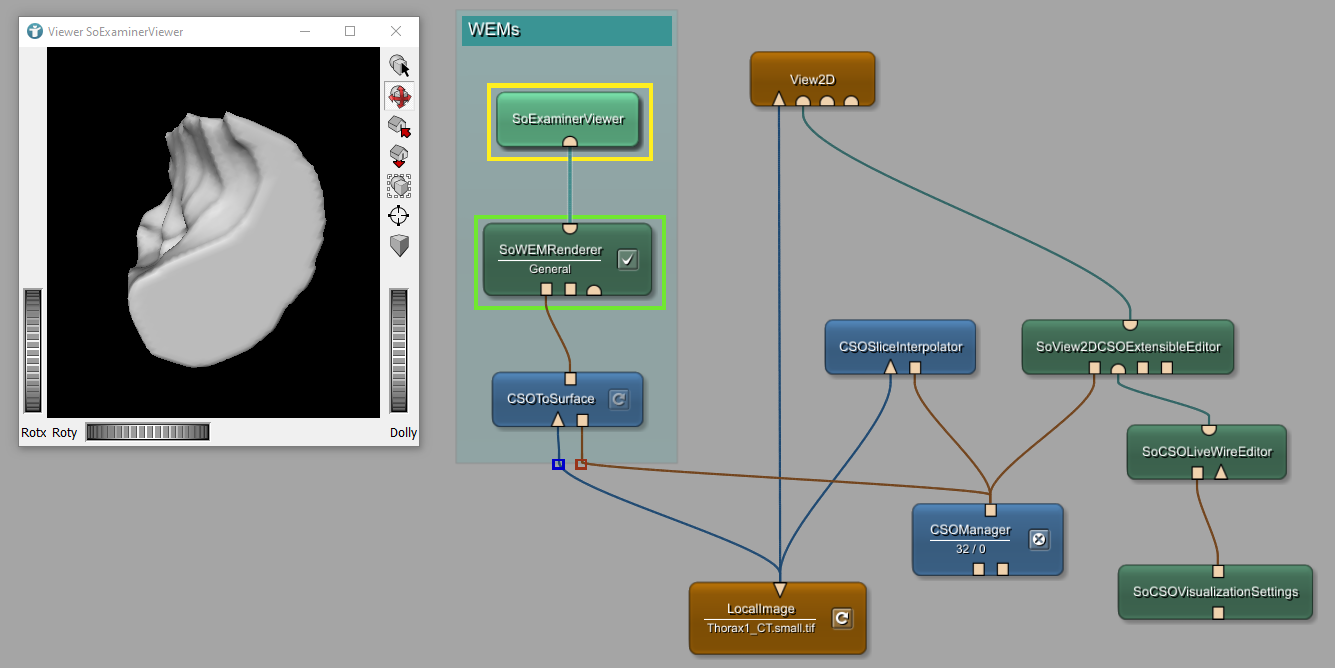 Viewer SoExaminerViewer
Rotx Roty
Dolly
WEMs
SoExaminerViewer
SoWEMRenderer
General
CSOToSurface
View2D
CSOSliceInterpolator
SoView2DCSOExtensibleEditor
SoCSOLiveWireEditor
CSOManager
32 / 0
SoCSOVisualizationSettings
LocalImage
Thorax1_CT.small.tif